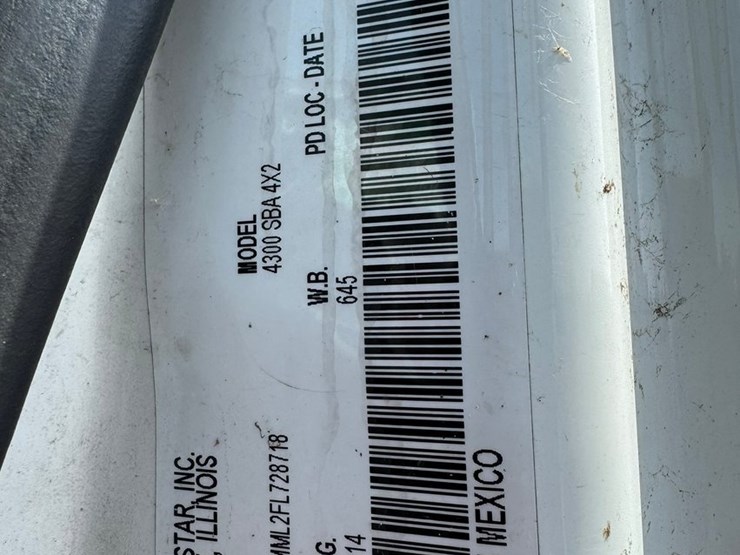 STAR, INC.
, ILLINOIS
MODEL
4300 SBA 4X2
MML2FL728718
W.B.
645
PD LOC - DATE
G.
14
MEXICO